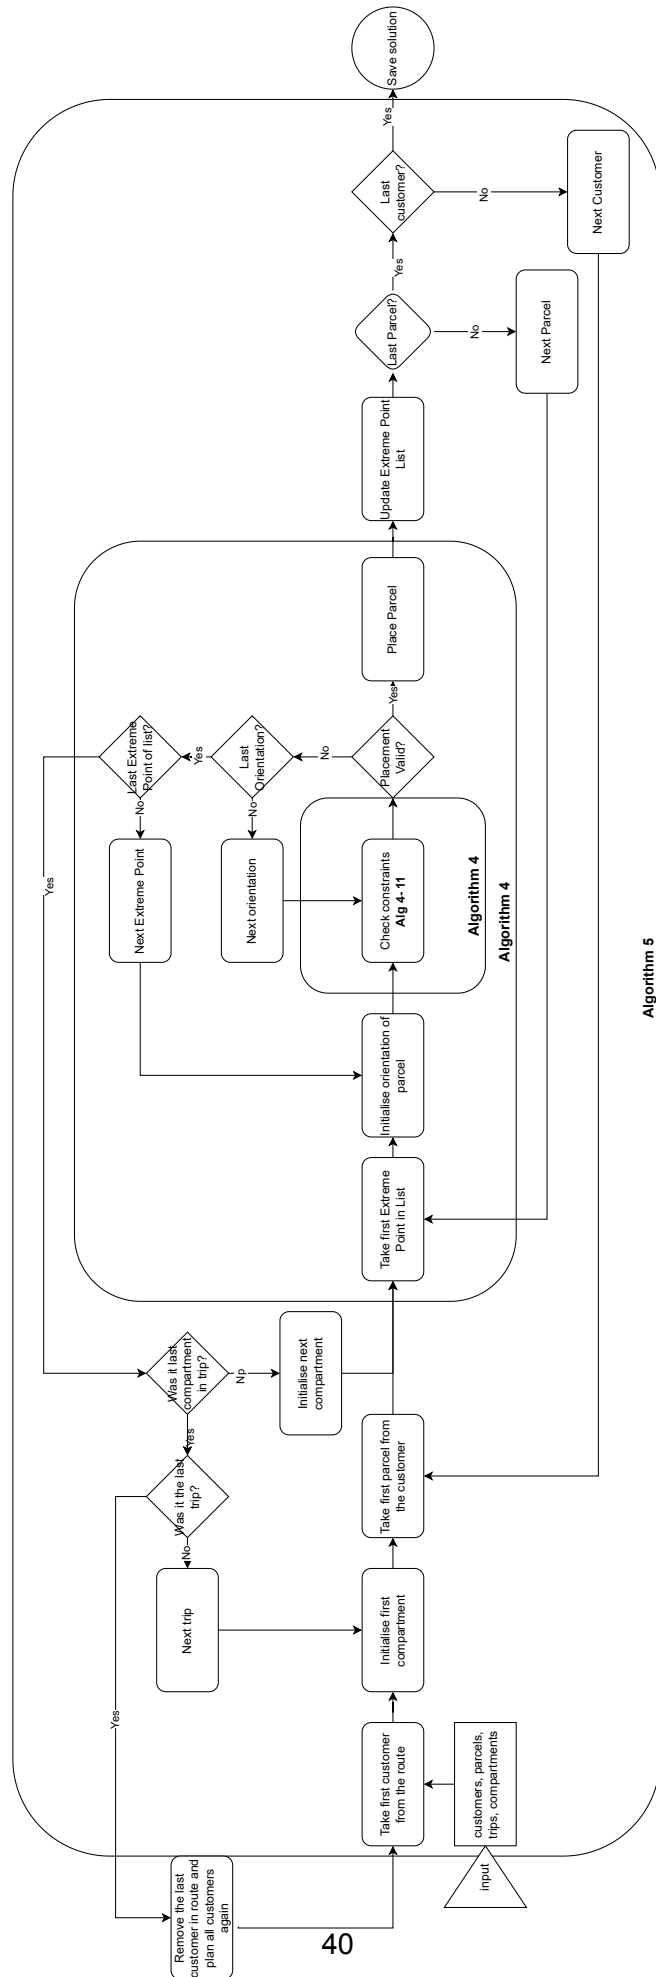 input
customers, parcels,
trips, compartments
Take first customer
from the route
Remove the last
customer in route and
plan all customers
again
Initialise first
compartment
Next trip
No
Was it the last
trip?
Yes
Yes
Take first parcel from
the customer
Was it last
compartment
in trip?
Np
Initialise next
compartment
Yes
Take first Extreme
Point in List
Initialise orientation of
parcel
Check constraints
Alg 4- 11
Algorithm 4
Algorithm 4
Next orientation
Next Extreme Point
No
No
Placement
Valid?
No
Last
Orientation?
Yes
Last Extreme
Point of list?
Yes
Place Parcel
Update Extreme Point
List
Last Parcel?
No
Next Parcel
Yes
Last
customer?
No
Next Customer
Yes
Save solution
Algorithm 5
40